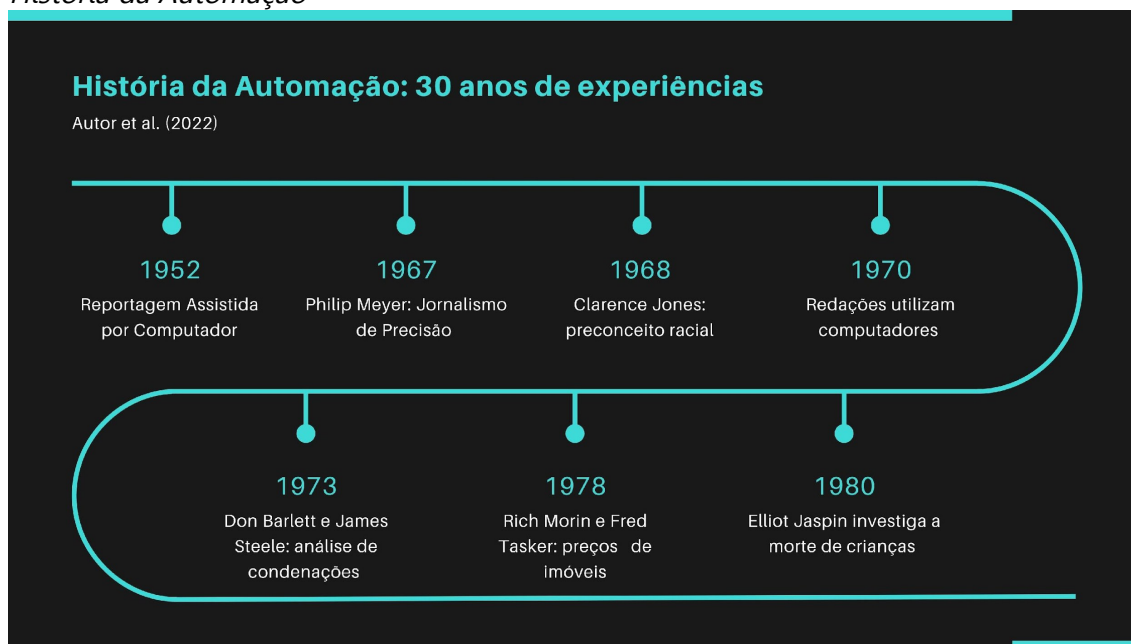 História da Automação
História da Automação: 30 anos de experiências
Autor et al. (2022)
1952
Reportagem Assistida
por Computador
1967
Philip Meyer: Jornalismo
de Precisão
1968
Clarence Jones:
preconceito racial
1970
Redações utilizam
computadores
1973
Don Barlett e James
Steele: análise de
condenações
1978
Rich Morin e Fred
Tasker: preços de
imóveis
1980
Elliot Jaspin investiga a
morte de crianças